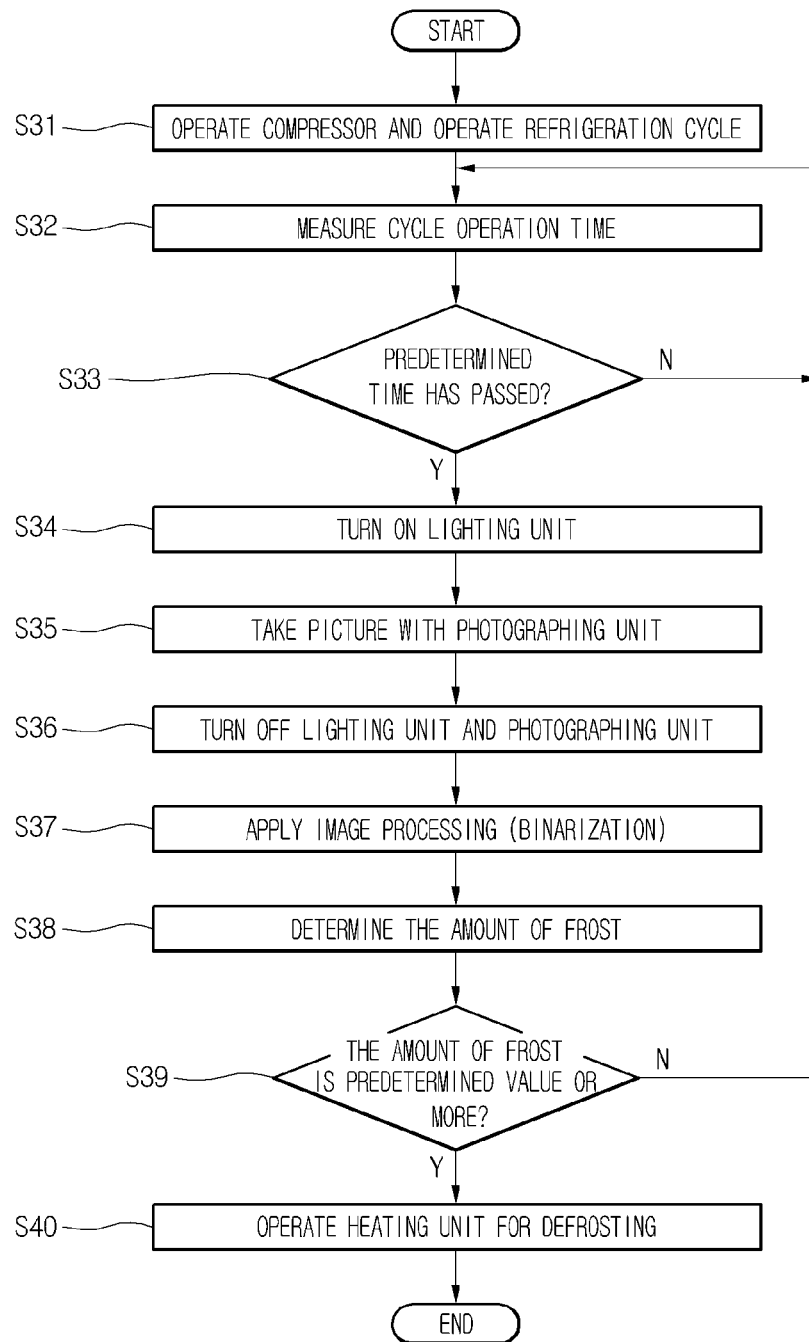 START
S31
OPERATE COMPRESSOR AND OPERATE REFRIGERATION CYCLE
S32
MEASURE CYCLE OPERATION TIME
S33
PREDETERMINED
TIME HAS PASSED?
N
Y
S34
TURN ON LIGHTING UNIT
S35
TAKE PICTURE WITH PHOTOGRAPHING UNIT
S36
TURN OFF LIGHTING UNIT AND PHOTOGRAPHING UNIT
S37
APPLY IMAGE PROCESSING (BINARIZATION)
S38
DETERMINE THE AMOUNT OF FROST
S39
THE AMOUNT OF FROST
IS PREDETERMINED VALUE OR
MORE?
N
Y
S40
OPERATE HEATING UNIT FOR DEFROSTING
END